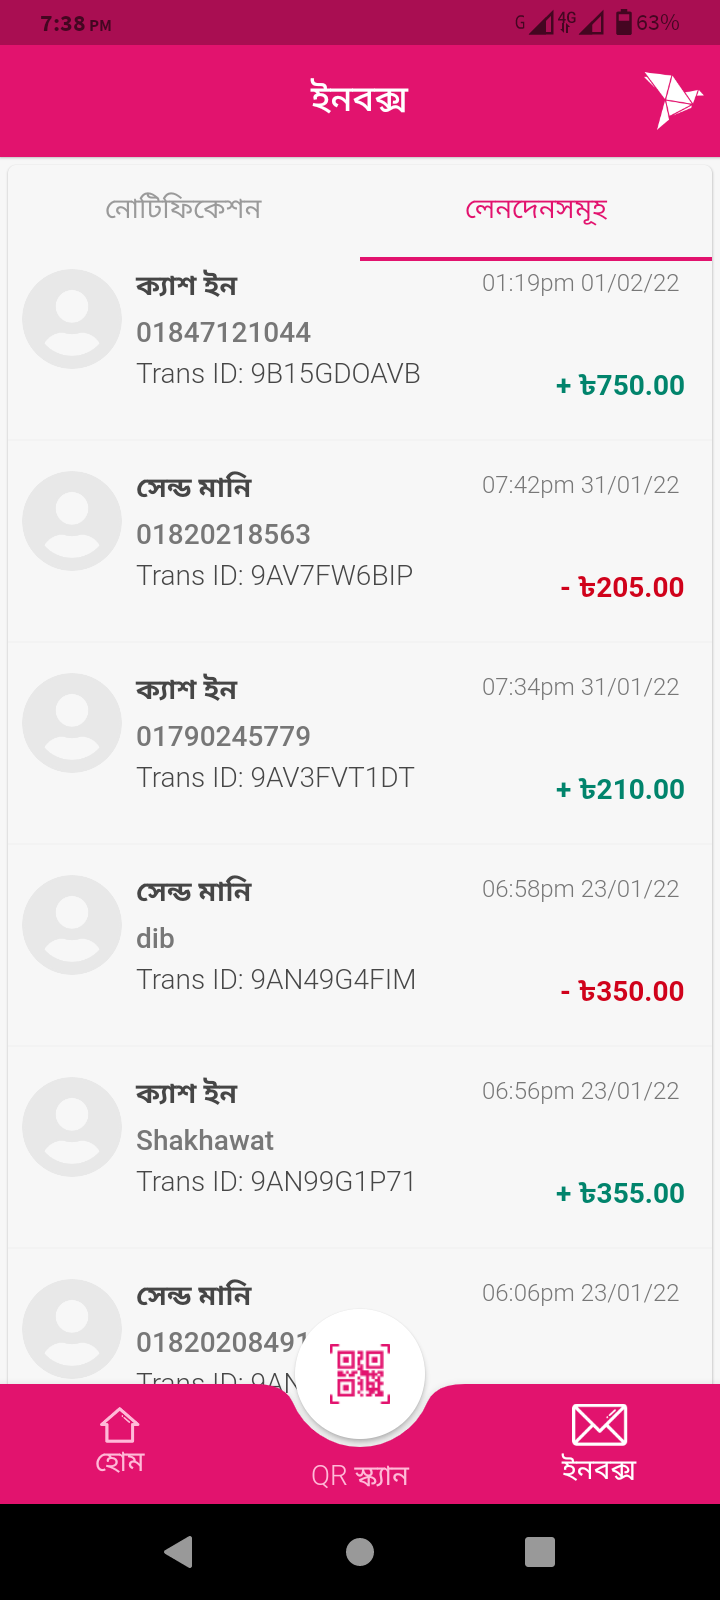 7:38 PM
G 4G 63%
ইনবক্স
নোটিফিকেশন লেনদেনসমূহ
ক্যাশ ইন 01:19pm 01/02/22
01847121044
Trans ID: 9B15GDOAVB
+ ৳750.00
সেন্ড মানি 07:42pm 31/01/22
01820218563
Trans ID: 9AV7FW6BIP
- ৳205.00
ক্যাশ ইন 07:34pm 31/01/22
01790245779
Trans ID: 9AV3FVT1DT
+ ৳210.00
সেন্ড মানি 06:58pm 23/01/22
dib
Trans ID: 9AN49G4FIM
- ৳350.00
ক্যাশ ইন 06:56pm 23/01/22
Shakhawat
Trans ID: 9AN99G1P71
+ ৳355.00
সেন্ড মানি 06:06pm 23/01/22
01820208491
Trans ID: 9AN
হোম
QR স্ক্যান
ইনবক্স